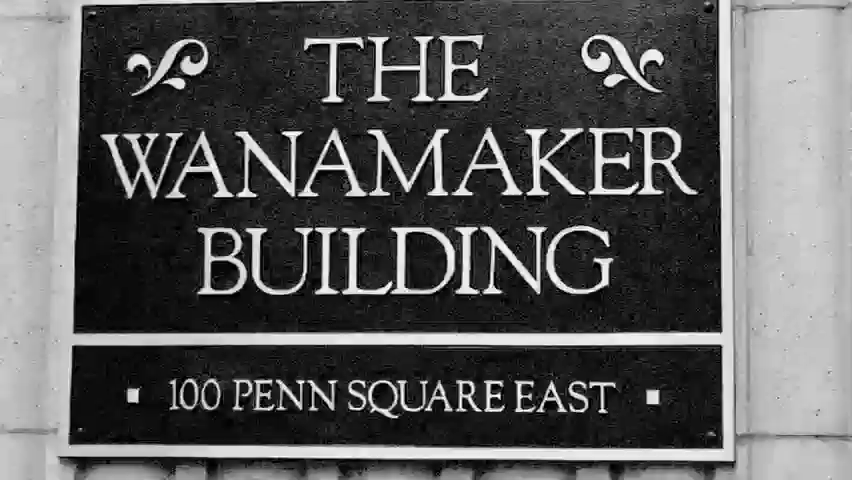 THE
WANAMAKER
BUILDING
100 PENN SQUARE EAST